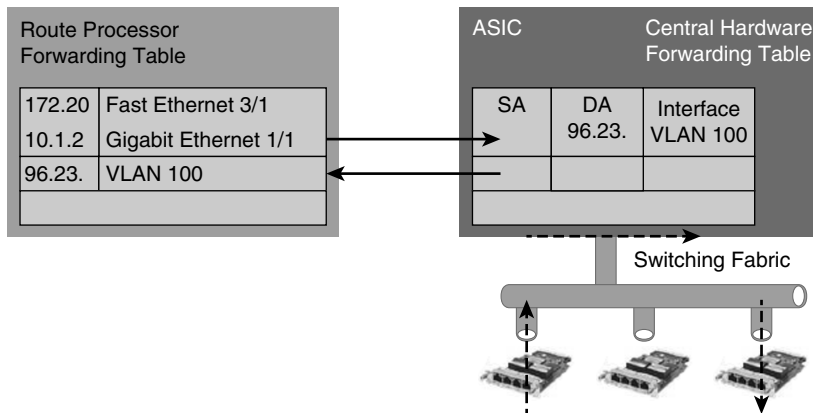 Route Processor
Forwarding Table
172.20 Fast Ethernet 3/1
10.1.2 Gigabit Ethernet 1/1
96.23. VLAN 100
ASIC
Central Hardware
Forwarding Table
SA
DA
96.23.
Interface
VLAN 100
Switching Fabric